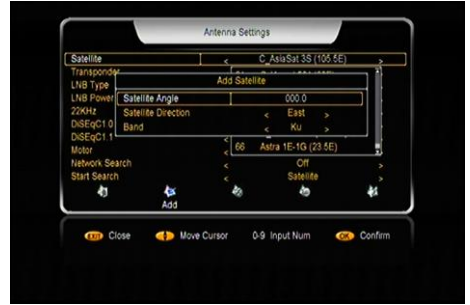 Antenna Settings
Satellite < C_AsiaSat 3S (105.5E) >
Transponder
Add Satellite
LNB Type
LNB Power
Satellite Angle 000.0
22KHz
Satellite Direction < East >
DiSEqC1.0
Band < Ku >
DiSEqC1.1 <
Motor < 66 Astra 1E-1G (23.5E)
Network Search < Off >
Start Search < Satellite >
Add
EXIT Close Move Cursor 0-9 Input Num OK Confirm